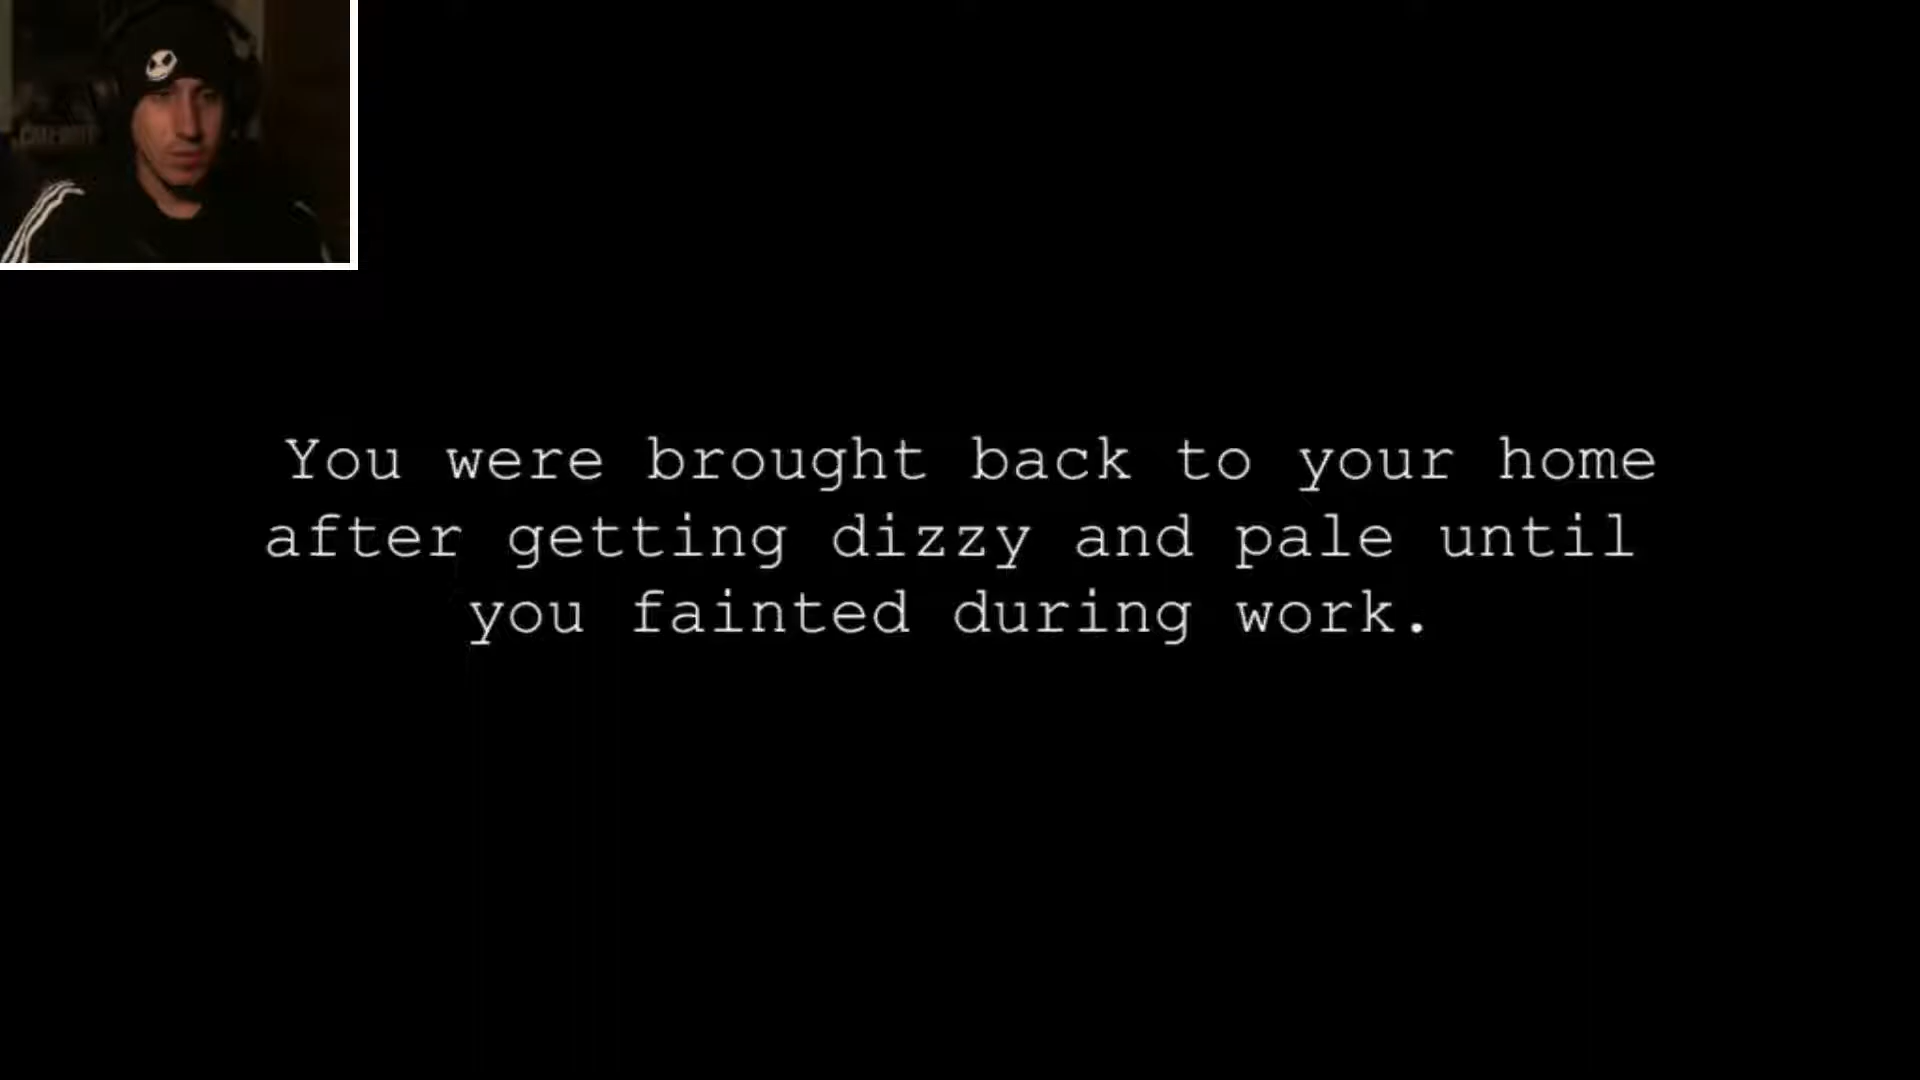 You were brought back to your home
after getting dizzy and pale until
you fainted during work.